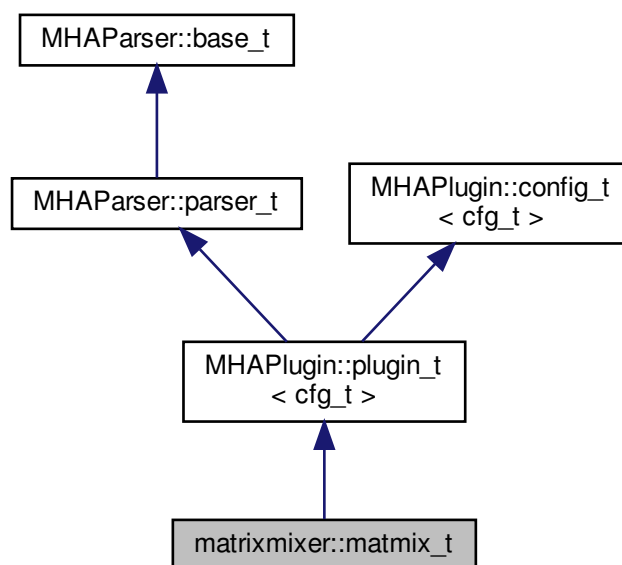 MHAParser::base_t
MHAParser::parser_t
MHAPlugin::config_t
< cfg_t >
MHAPlugin::plugin_t
< cfg_t >
matrixmixer::matmix_t